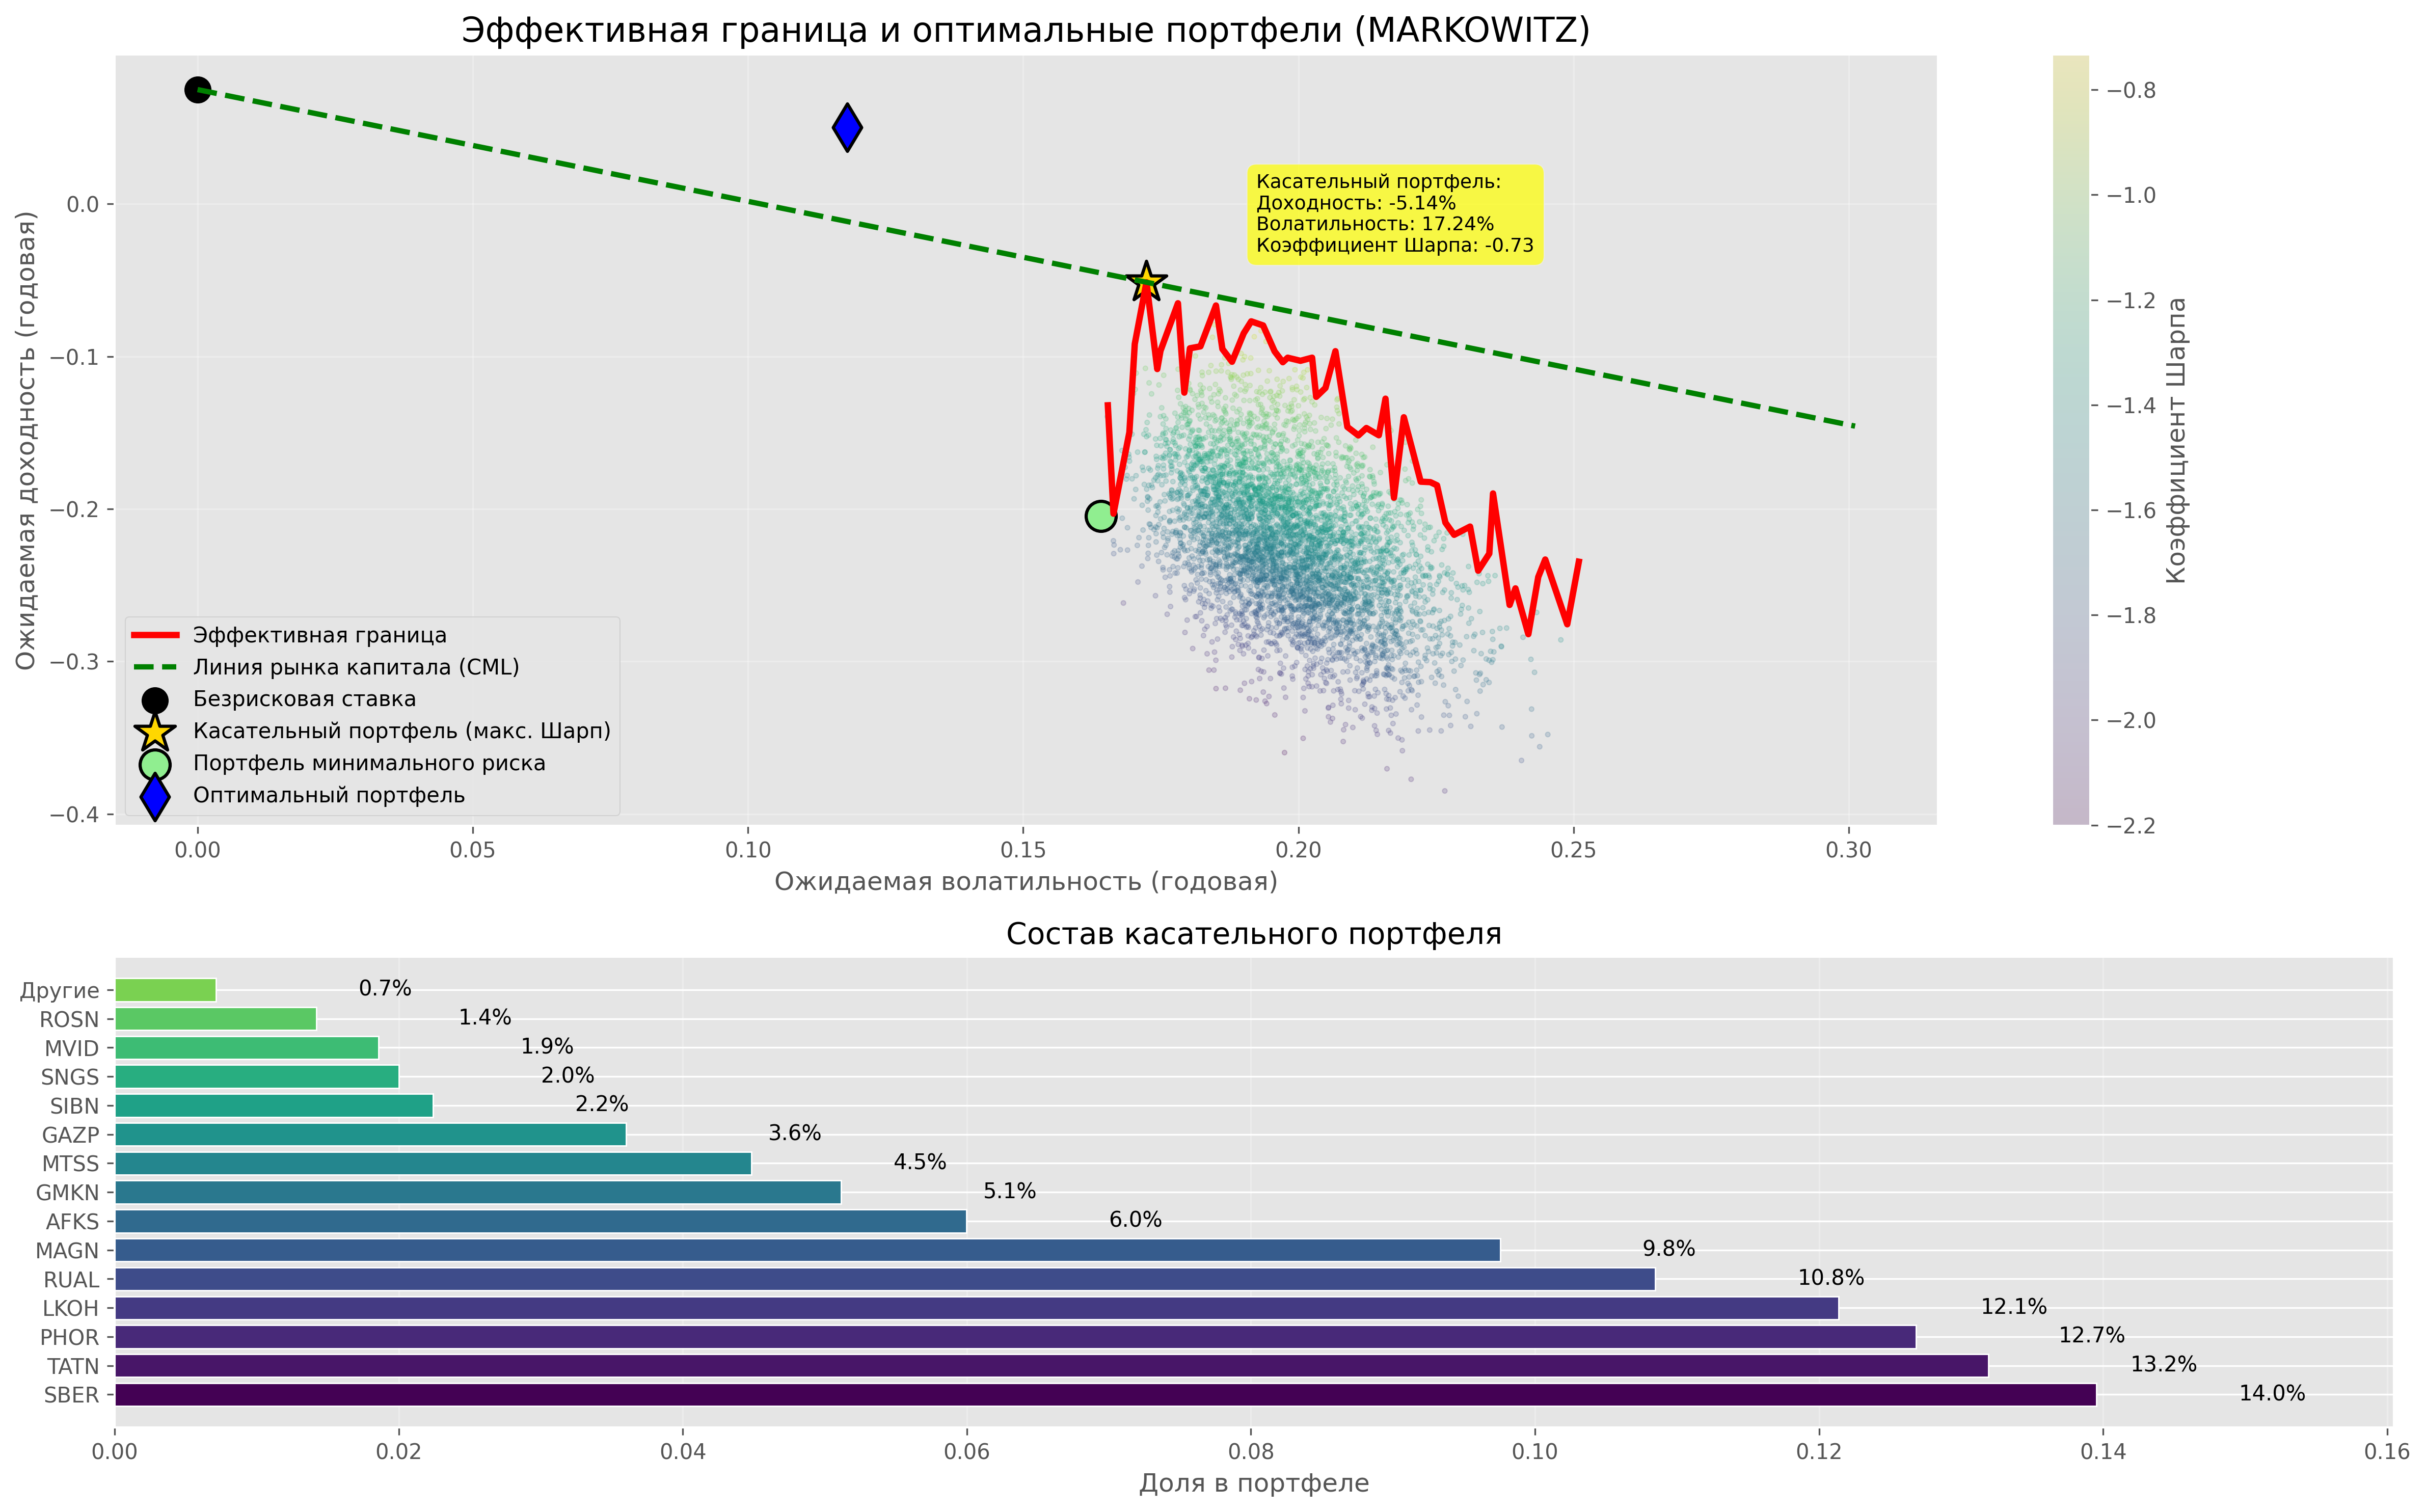 Эффективная граница и оптимальные портфели (MARKOWITZ)
Ожидаемая доходность (годовая)
0.0
−0.1
−0.2
−0.3
−0.4
Касательный портфель:
Доходность: -5.14%
Волатильность: 17.24%
Коэффициент Шарпа: -0.73
Эффективная граница
Линия рынка капитала (CML)
Безрисковая ставка
Касательный портфель (макс. Шарп)
Портфель минимального риска
Оптимальный портфель
0.00 0.05 0.10 0.15 0.20 0.25 0.30
Ожидаемая волатильность (годовая)
−0.8
−1.0
−1.2
−1.4
−1.6
−1.8
−2.0
−2.2
Коэффициент Шарпа
Состав касательного портфеля
Другие 0.7%
ROSN 1.4%
MVID 1.9%
SNGS 2.0%
SIBN 2.2%
GAZP 3.6%
MTSS 4.5%
GMKN 5.1%
AFKS 6.0%
MAGN 9.8%
RUAL 10.8%
LKOH 12.1%
PHOR 12.7%
TATN 13.2%
SBER 14.0%
0.00 0.02 0.04 0.06 0.08 0.10 0.12 0.14 0.16
Доля в портфеле